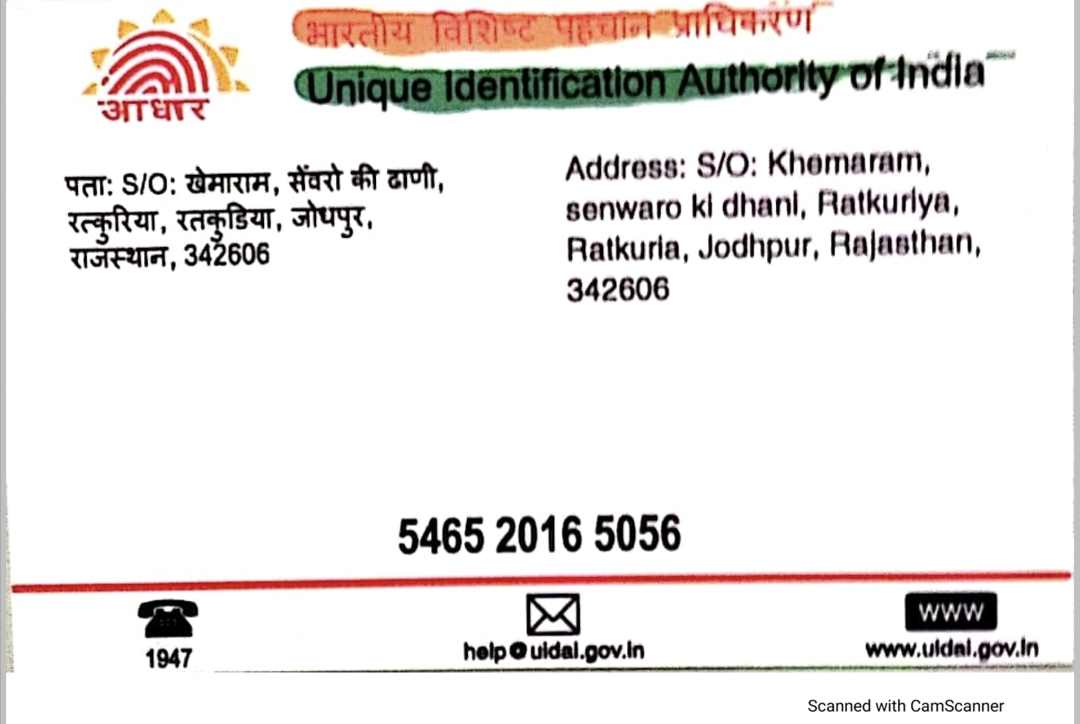 भारतीय विशिष्ट पहचान प्राधिकरण
Unique Identification Authority of India
आधार
पता: S/O: खेमाराम, सेंवरो की ढाणी,
रत्कुरिया, रतकुडिया, जोधपुर,
राजस्थान, 342606
Address: S/O: Khemaram,
senwaro ki dhani, Ratkuriya,
Ratkuria, Jodhpur, Rajasthan,
342606
5465 2016 5056
1947
help@uidai.gov.in
www
www.uidai.gov.in
Scanned with CamScanner